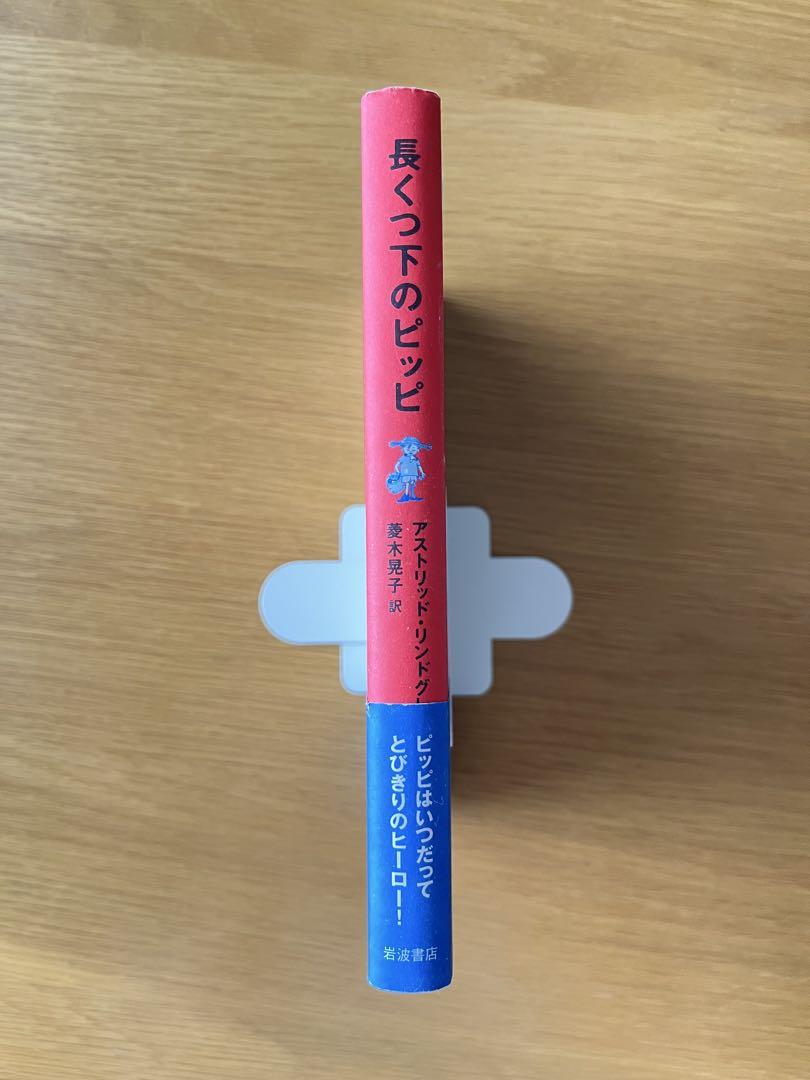 長くつ下のピッピ
アストリッド・リンドグ
菱木晃子 訳
ピッピはいつだって
とびきりのヒーロー！
岩波書店